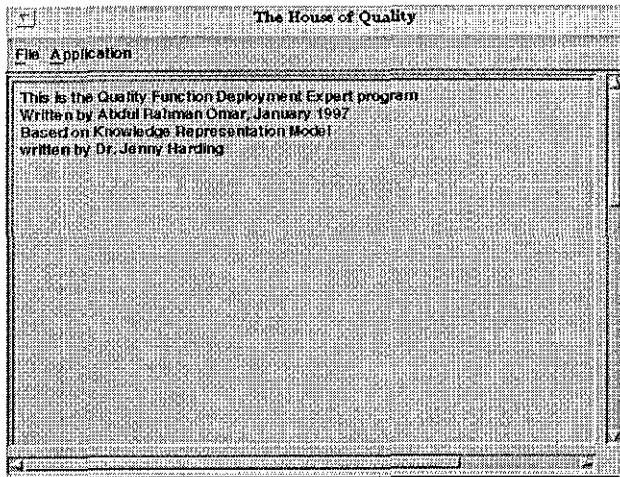 The House of Quality
File Application
This is the Quality Function Deployment Expert program
Written by Abdul Rahman Omar, January 1997
Based on Knowledge Representation Model
written by Dr. Jenny Harding